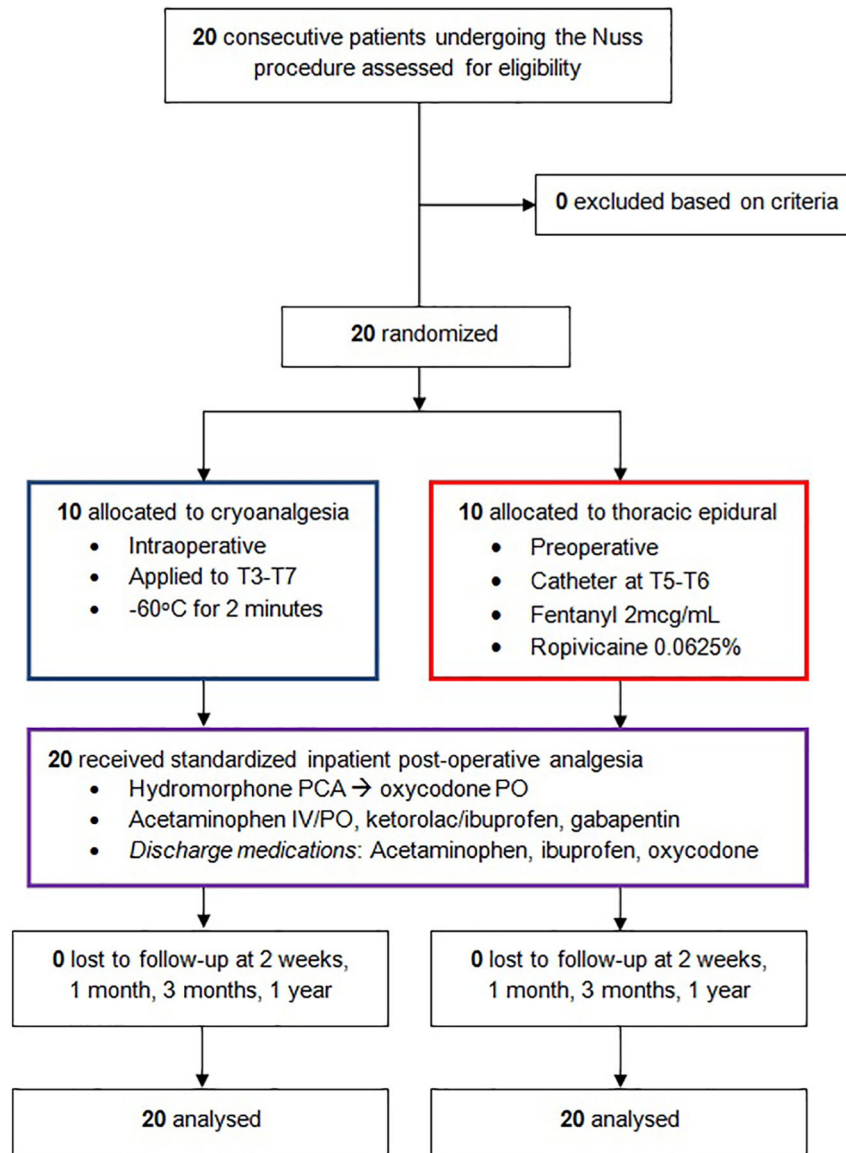 20 consecutive patients undergoing the Nuss
procedure assessed for eligibility
0 excluded based on criteria
20 randomized
10 allocated to cryoanalgesia
• Intraoperative
• Applied to T3-T7
• -60ºC for 2 minutes
10 allocated to thoracic epidural
• Preoperative
• Catheter at T5-T6
• Fentanyl 2mcg/mL
• Ropivicaine 0.0625%
20 received standardized inpatient post-operative analgesia
• Hydromorphone PCA → oxycodone PO
• Acetaminophen IV/PO, ketorolac/ibuprofen, gabapentin
• Discharge medications: Acetaminophen, ibuprofen, oxycodone
0 lost to follow-up at 2 weeks,
1 month, 3 months, 1 year
0 lost to follow-up at 2 weeks,
1 month, 3 months, 1 year
20 analysed
20 analysed